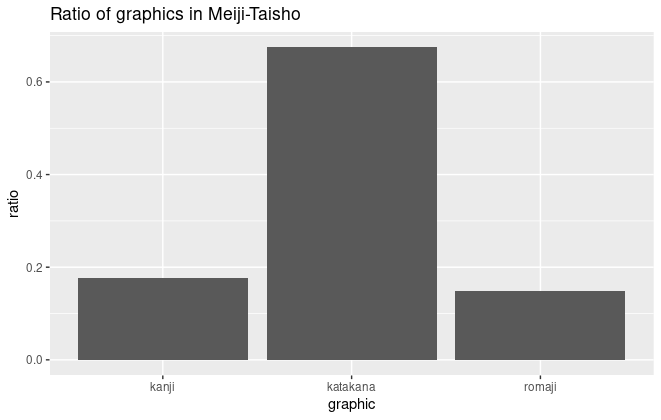 Ratio of graphics in Meiji-Taisho
ratio
0.6
0.4
0.2
0.0
kanji katakana romaji
graphic